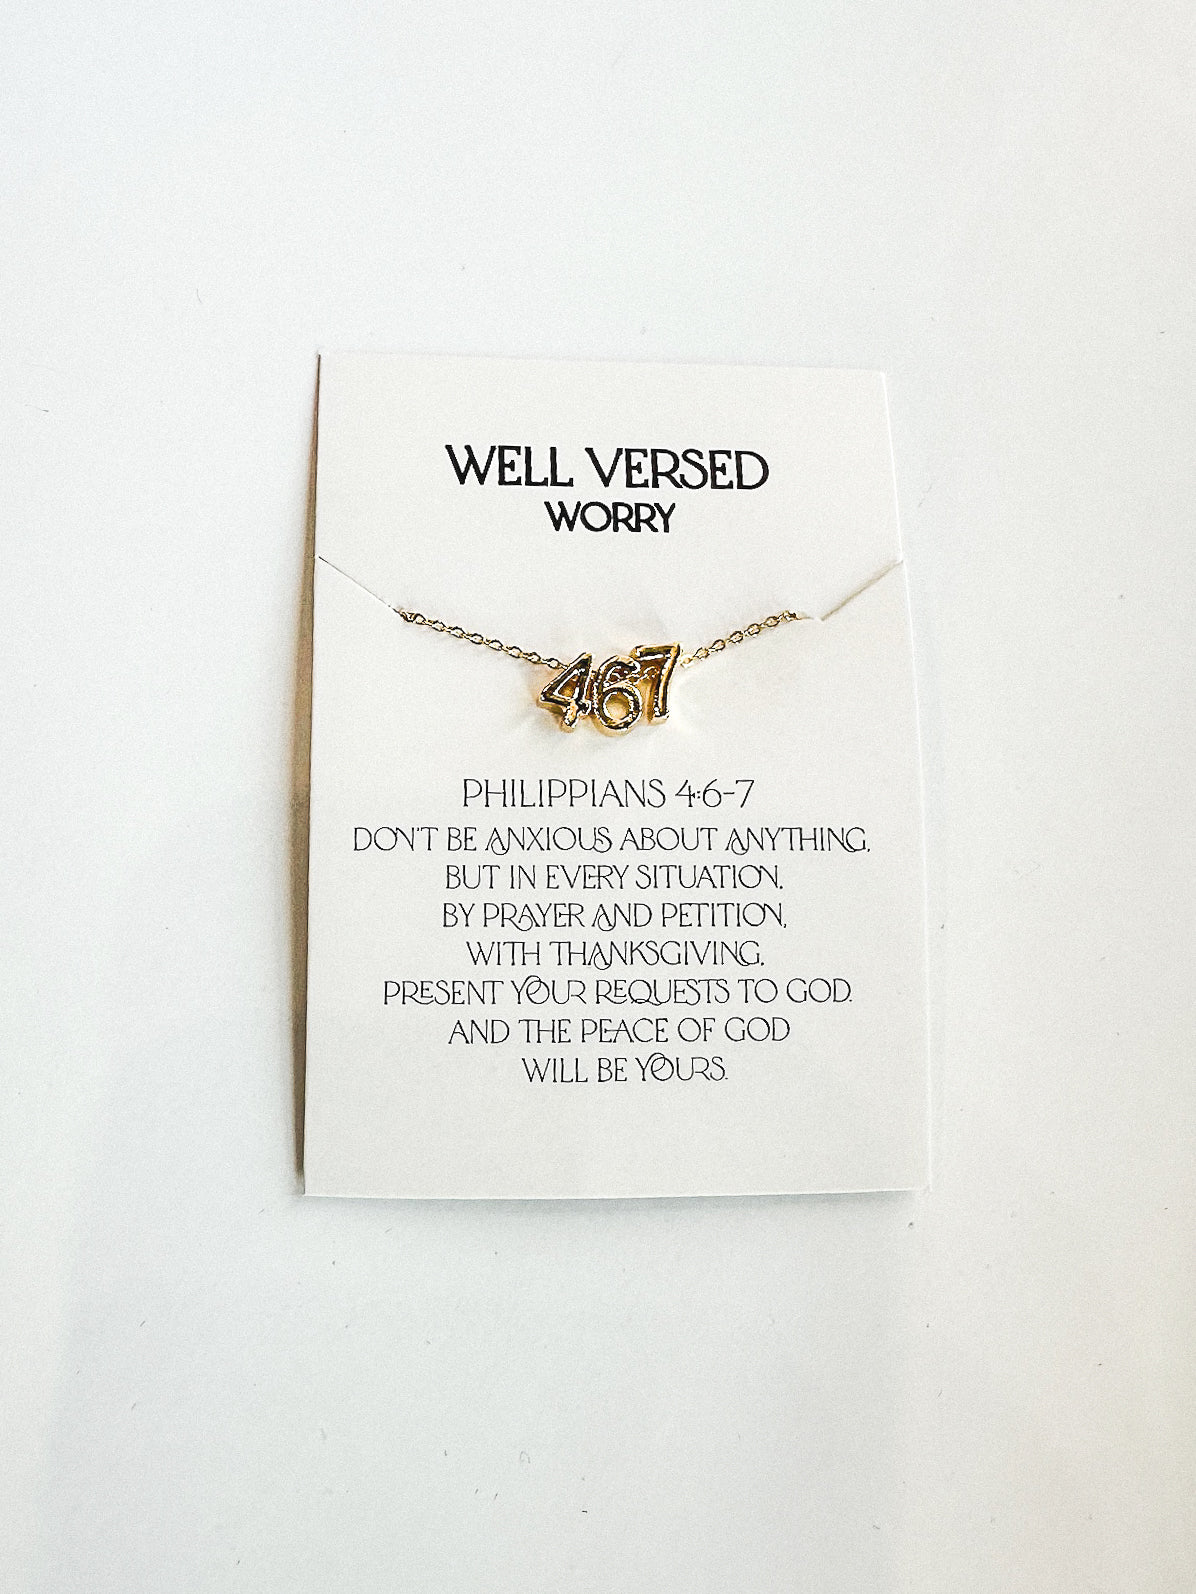 WELL VERSED
WORRY
467
PHILIPPIANS 4:6-7
DON'T BE ANXIOUS ABOUT ANYTHING,
BUT IN EVERY SITUATION,
BY PRAYER AND PETITION,
WITH THANKSGIVING,
PRESENT YOUR REQUESTS TO GOD.
AND THE PEACE OF GOD
WILL BE YOURS.